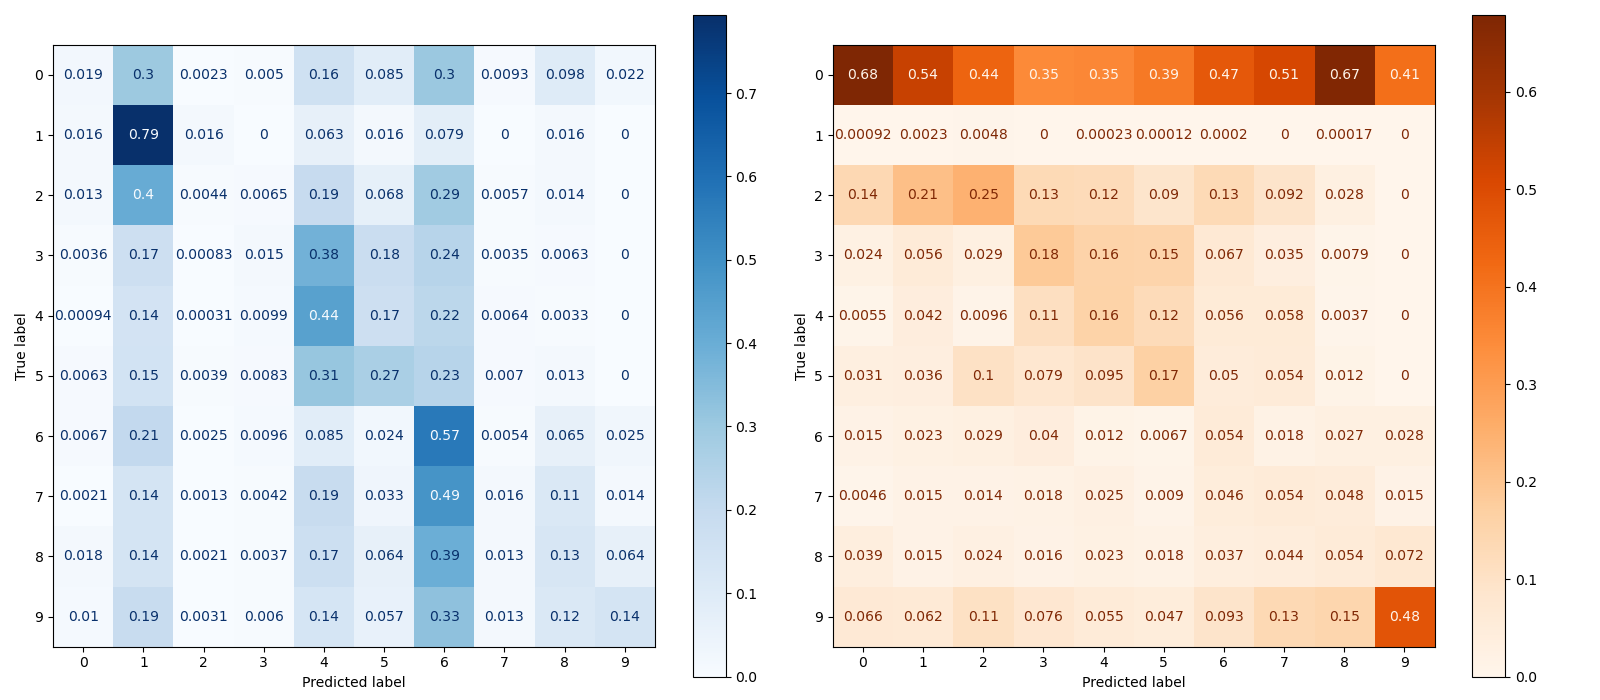 0 0.019 0.3 0.0023 0.005 0.16 0.085 0.3 0.0093 0.098 0.022
1 0.016 0.79 0.016 0 0.063 0.016 0.079 0 0.016 0
2 0.013 0.4 0.0044 0.0065 0.19 0.068 0.29 0.0057 0.014 0
3 0.0036 0.17 0.00083 0.015 0.38 0.18 0.24 0.0035 0.0063 0
4 0.00094 0.14 0.00031 0.0099 0.44 0.17 0.22 0.0064 0.0033 0
5 0.0063 0.15 0.0039 0.0083 0.31 0.27 0.23 0.007 0.013 0
6 0.0067 0.21 0.0025 0.0096 0.085 0.024 0.57 0.0054 0.065 0.025
7 0.0021 0.14 0.0013 0.0042 0.19 0.033 0.49 0.016 0.11 0.014
8 0.018 0.14 0.0021 0.0037 0.17 0.064 0.39 0.013 0.13 0.064
9 0.01 0.19 0.0031 0.006 0.14 0.057 0.33 0.013 0.12 0.14
0 1 2 3 4 5 6 7 8 9
Predicted label
True label
0.7
0.6
0.5
0.4
0.3
0.2
0.1
0.0
0 0.68 0.54 0.44 0.35 0.35 0.39 0.47 0.51 0.67 0.41
1 0.00092 0.0023 0.0048 0 0.00023 0.00012 0.0002 0 0.00017 0
2 0.14 0.21 0.25 0.13 0.12 0.09 0.13 0.092 0.028 0
3 0.024 0.056 0.029 0.18 0.16 0.15 0.067 0.035 0.0079 0
4 0.0055 0.042 0.0096 0.11 0.16 0.12 0.056 0.058 0.0037 0
5 0.031 0.036 0.1 0.079 0.095 0.17 0.05 0.054 0.012 0
6 0.015 0.023 0.029 0.04 0.012 0.0067 0.054 0.018 0.027 0.028
7 0.0046 0.015 0.014 0.018 0.025 0.009 0.046 0.054 0.048 0.015
8 0.039 0.015 0.024 0.016 0.023 0.018 0.037 0.044 0.054 0.072
9 0.066 0.062 0.11 0.076 0.055 0.047 0.093 0.13 0.15 0.48
0 1 2 3 4 5 6 7 8 9
Predicted label
True label
0.6
0.5
0.4
0.3
0.2
0.1
0.0